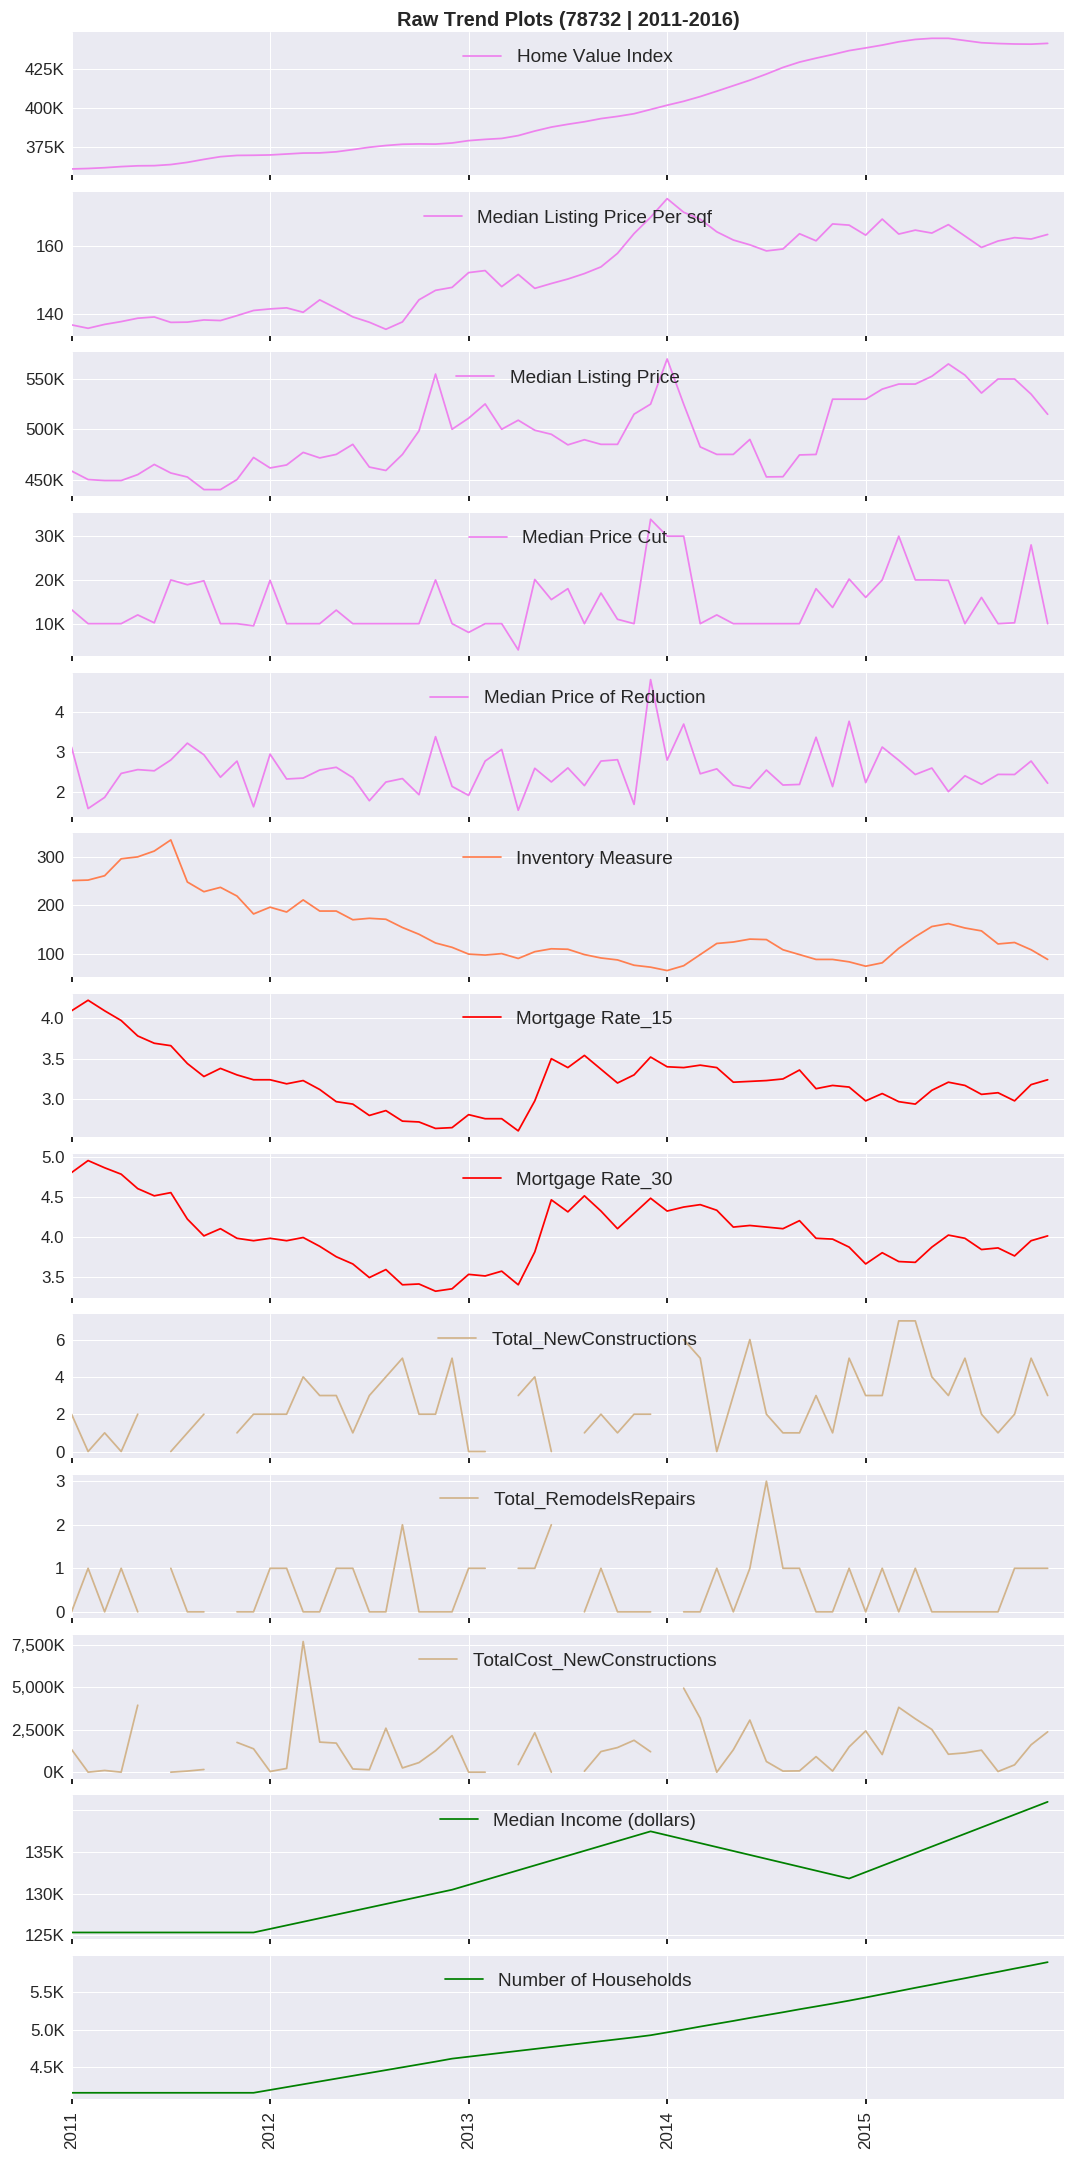 Raw Trend Plots (78732 | 2011-2016)
Home Value Index
425K
400K
375K
Median Listing Price Per sqf
160
140
Median Listing Price
550K
500K
450K
Median Price Cut
30K
20K
10K
Median Price of Reduction
4
3
2
Inventory Measure
300
200
100
Mortgage Rate_15
4.0
3.5
3.0
Mortgage Rate_30
5.0
4.5
4.0
3.5
Total_NewConstructions
6
4
2
0
Total_RemodelsRepairs
3
2
1
0
TotalCost_NewConstructions
7,500K
5,000K
2,500K
0K
Median Income (dollars)
135K
130K
125K
Number of Households
5.5K
5.0K
4.5K
2011
2012
2013
2014
2015